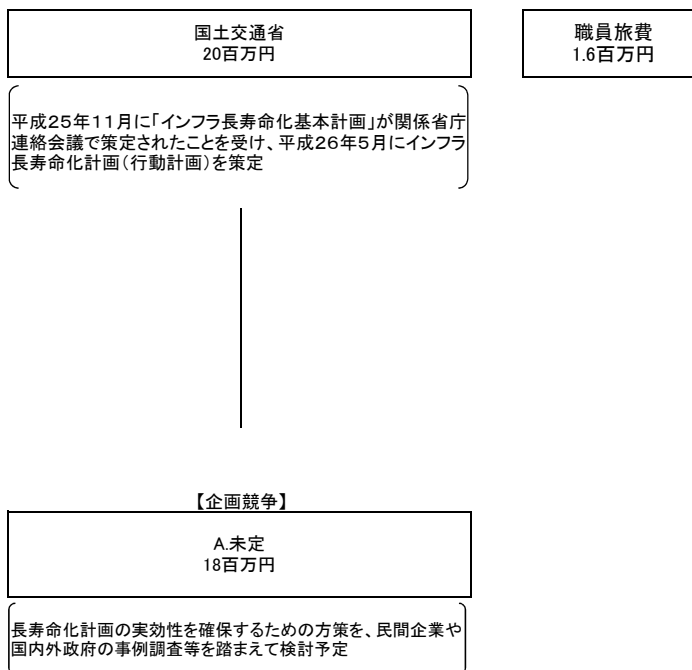 国土交通省
20百万円
職員旅費
1.6百万円
平成25年11月に「インフラ長寿命化基本計画」が関係省庁
連絡会議で策定されたことを受け、平成26年5月にインフラ
長寿命化計画(行動計画)を策定
【企画競争】
A.未定
18百万円
長寿命化計画の実効性を確保するための方策を、民間企業や
国内外政府の事例調査等を踏まえて検討予定